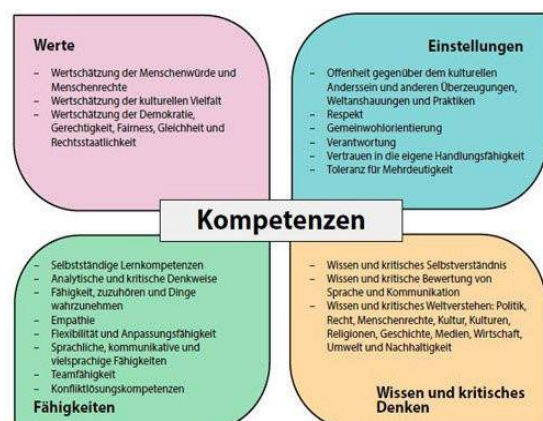 Werte
– Wertschätzung der Menschenwürde und
Menschenrechte
– Wertschätzung der kulturellen Vielfalt
– Wertschätzung der Demokratie,
Gerechtigkeit, Fairness, Gleichheit und
Rechtsstaatlichkeit
Einstellungen
– Offenheit gegenüber dem kulturellen
Anderssein und anderen Überzeugungen,
Weltanshauungen und Praktiken
– Respekt
– Gemeinwohlorientierung
– Verantwortung
– Vertrauen in die eigene Handlungsfähigkeit
– Toleranz für Mehrdeutigkeit
Kompetenzen
– Selbstständige Lernkompetenzen
– Analytische und kritische Denkweise
– Fähigkeit, zuzuhören und Dinge
wahrzunehmen
– Empathie
– Flexibilität und Anpassungsfähigkeit
– Sprachliche, kommunikative und
vielsprachige Fähigkeiten
– Teamfähigkeit
– Konfliktlösungskompetenzen
Fähigkeiten
– Wissen und kritisches Selbstverständnis
– Wissen und kritische Bewertung von
Sprache und Kommunikation
– Wissen und kritisches Weltverstehen: Politik,
Recht, Menschenrechte, Kultur, Kulturen,
Religionen, Geschichte, Medien, Wirtschaft,
Umwelt und Nachhaltigkeit
Wissen und kritisches
Denken